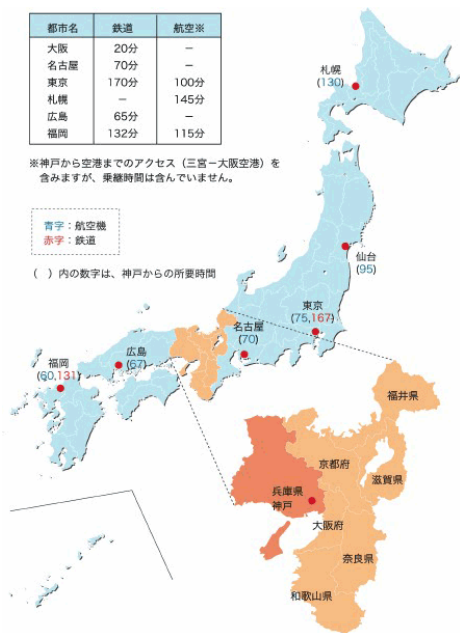 都市名 鉄道 航空※
大阪 20分 −
名古屋 70分 −
東京 170分 100分
札幌 − 145分
広島 65分 −
福岡 132分 115分
※神戸から空港までのアクセス（三宮−大阪空港）を
含みますが、乗継時間は含んでいません。
青字：航空機
赤字：鉄道
（　）内の数字は、神戸からの所要時間
札幌
(130)
仙台
(95)
東京
(75,167)
名古屋
(70)
広島
(67)
福岡
(60,131)
福井県
京都府
滋賀県
兵庫県
神戸
大阪府
奈良県
和歌山県